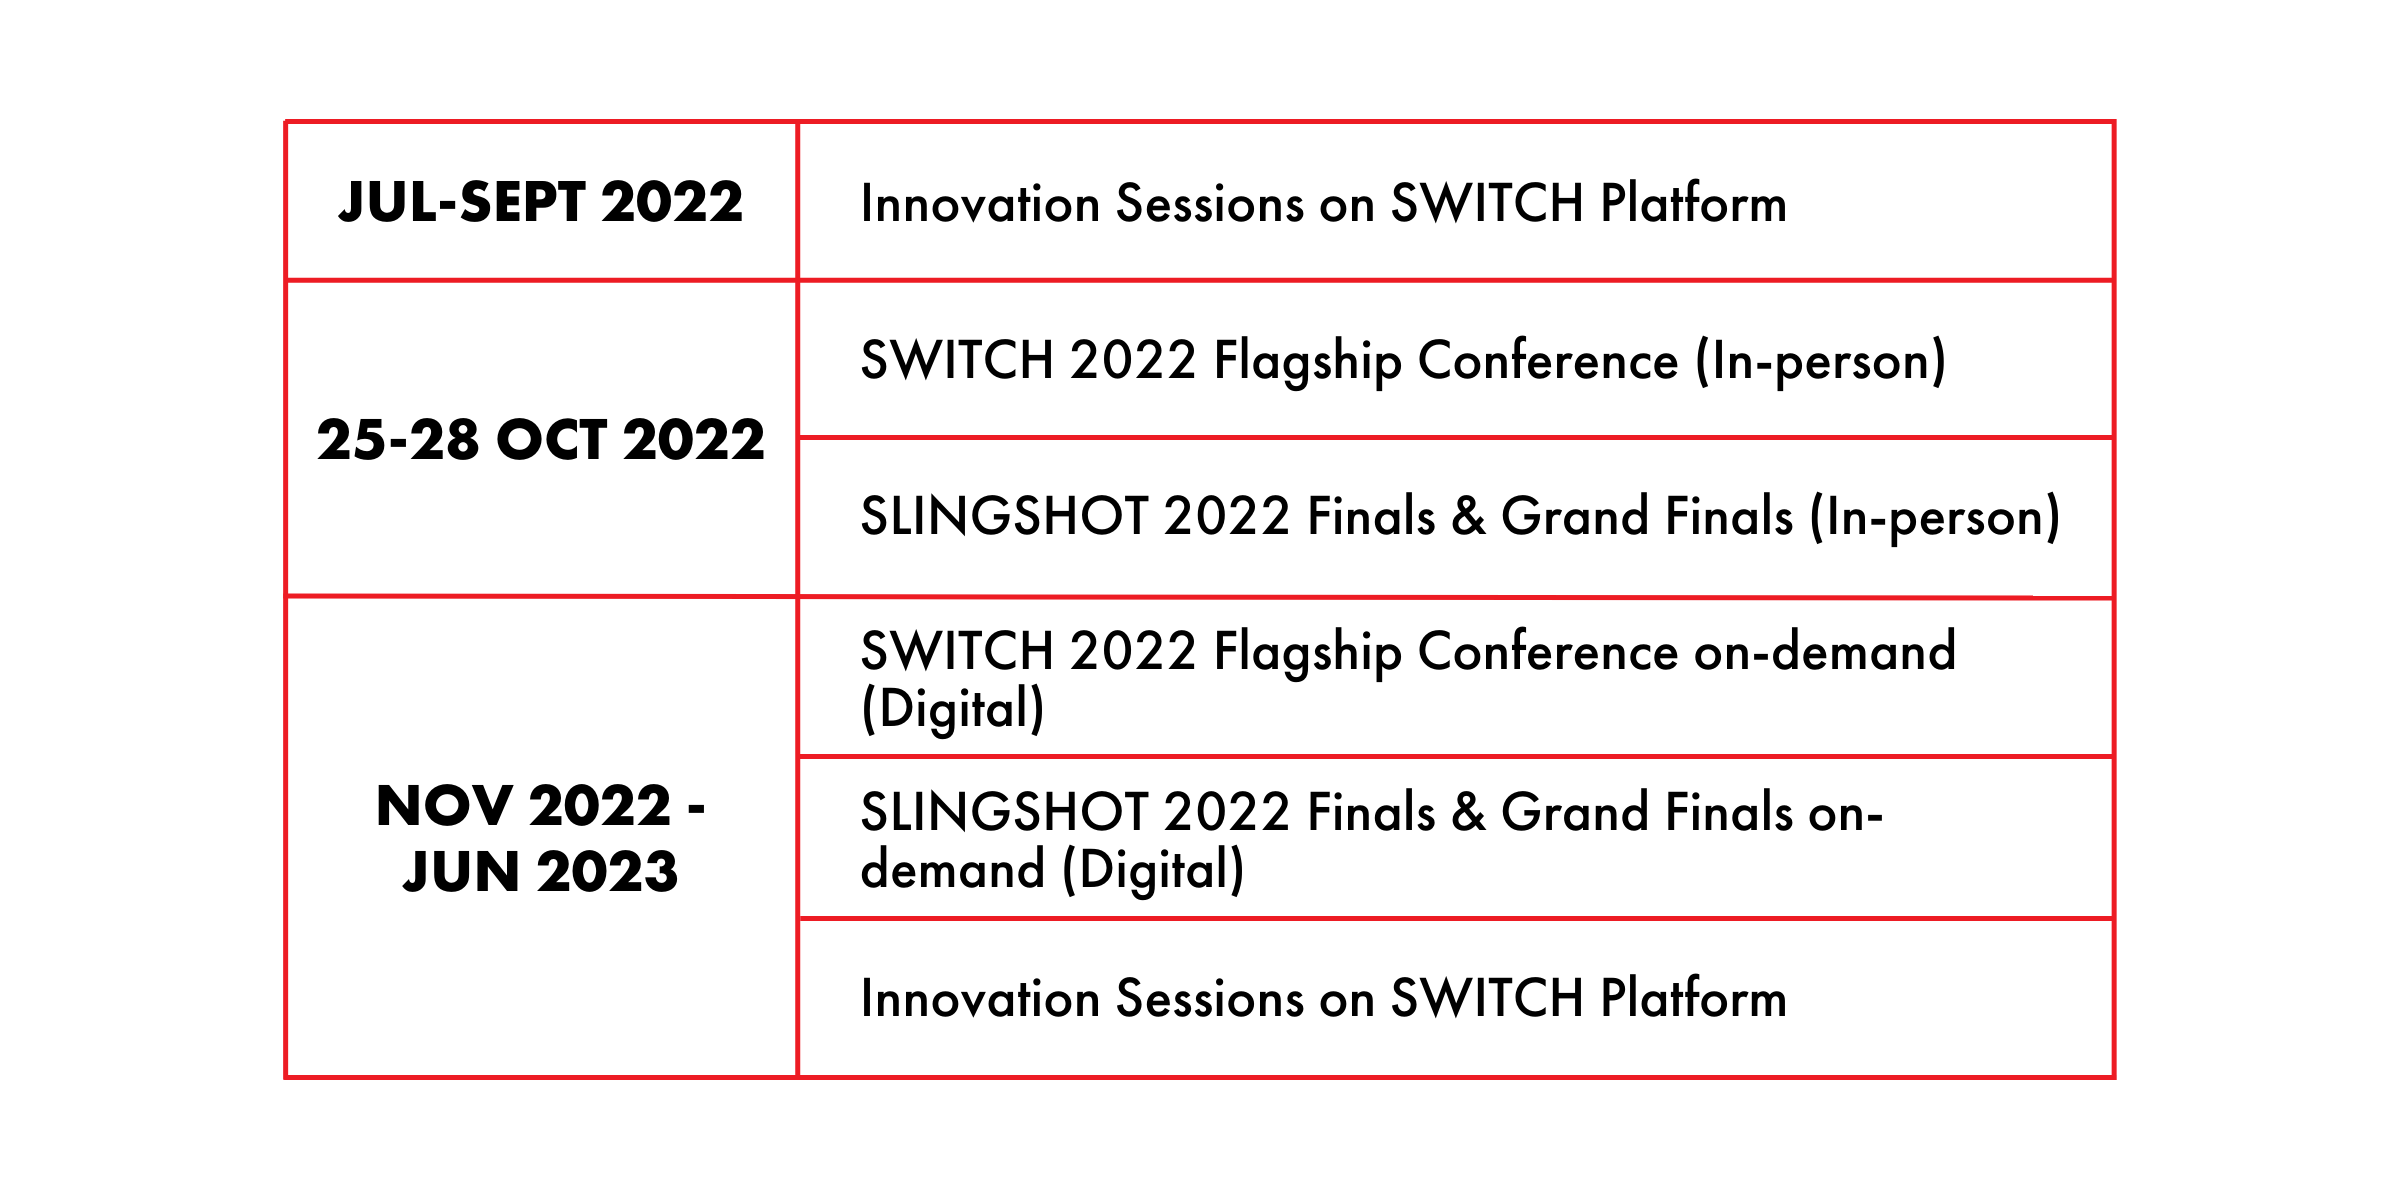 JUL-SEPT 2022
Innovation Sessions on SWITCH Platform
25-28 OCT 2022
SWITCH 2022 Flagship Conference (In-person)
SLINGSHOT 2022 Finals & Grand Finals (In-person)
NOV 2022 -
JUN 2023
SWITCH 2022 Flagship Conference on-demand
(Digital)
SLINGSHOT 2022 Finals & Grand Finals on-
demand (Digital)
Innovation Sessions on SWITCH Platform